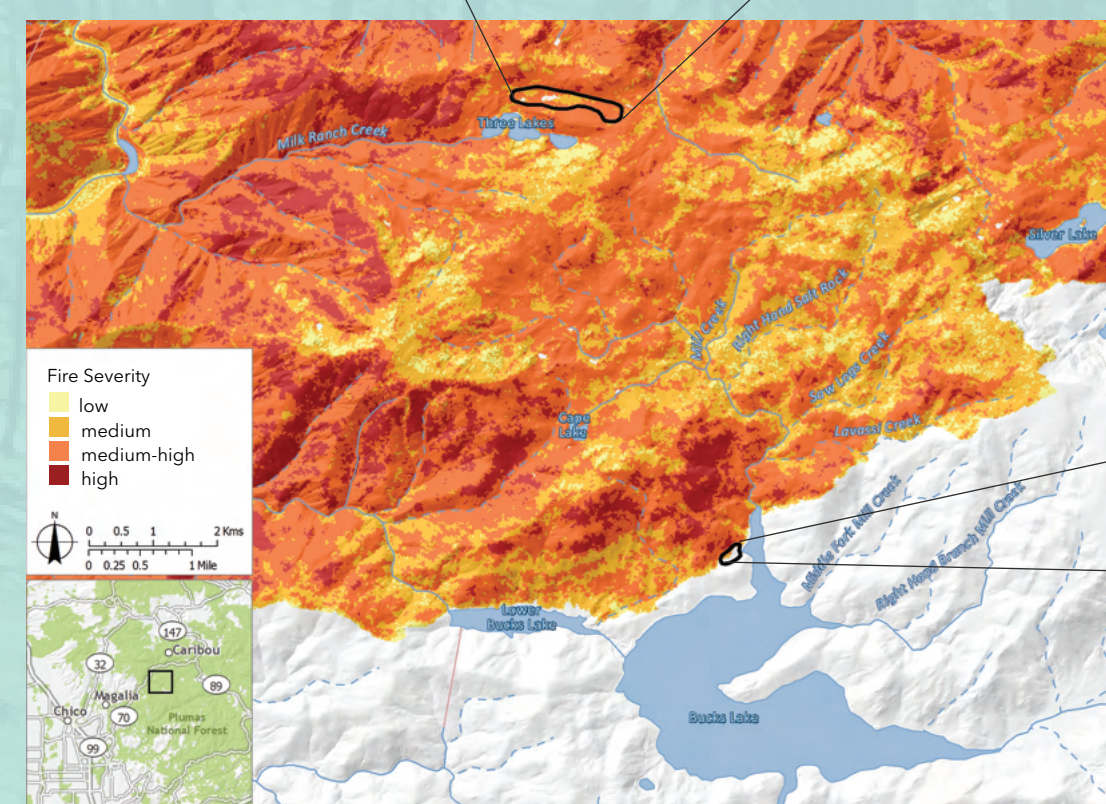 Three Lakes
Milk Ranch Creek
Silver Lake
Mill Creek
Right Hand Salt Rock
Saw Logs Creek
Cape
Lake
Lavassi Creek
Fire Severity
low
medium
medium-high
high
N
0 0.5 1 2 Kms
0 0.25 0.5 1 Mile
Middle Fork Mill Creek
Right Hand Branch Mill Creek
Lower
Bucks Lake
Bucks Lake
147
Caribou
32
89
Magalia
Chico
70
Plumas
National Forest
99